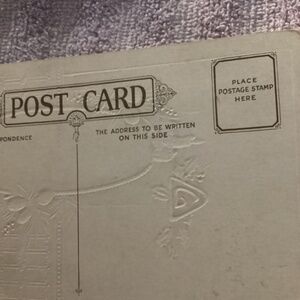 POST CARD
PLACE
POSTAGE STAMP
HERE
PONDENCE
THE ADDRESS TO BE WRITTEN
ON THIS SIDE